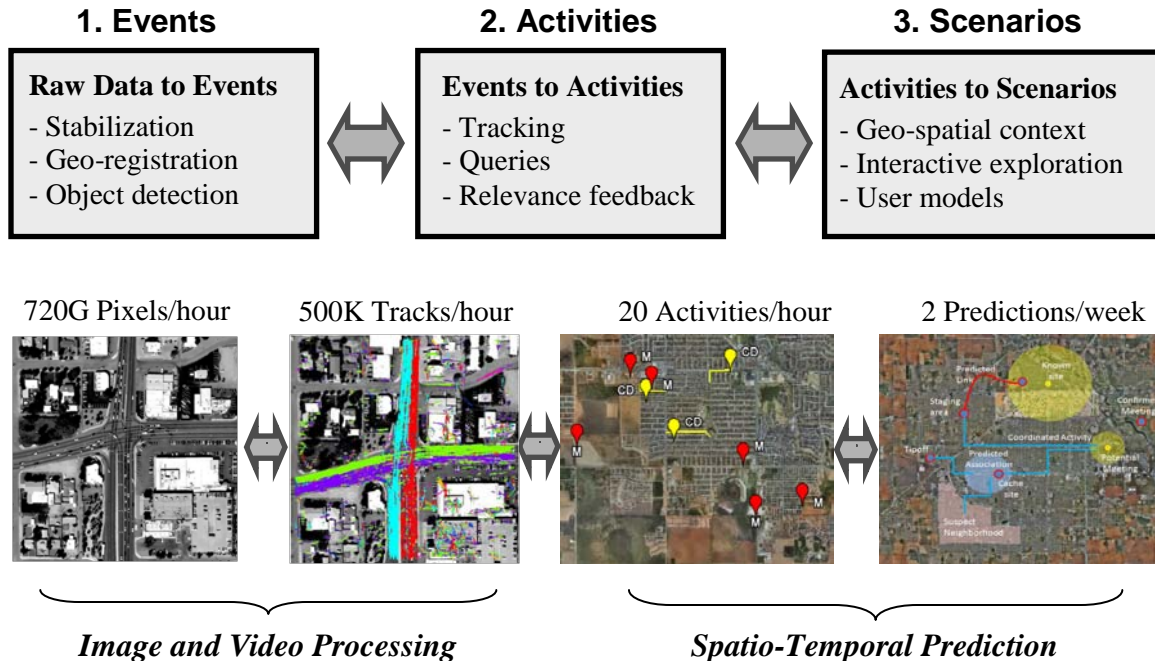 1. Events
2. Activities
3. Scenarios
Raw Data to Events
- Stabilization
- Geo-registration
- Object detection
Events to Activities
- Tracking
- Queries
- Relevance feedback
Activities to Scenarios
- Geo-spatial context
- Interactive exploration
- User models
720G Pixels/hour
500K Tracks/hour
20 Activities/hour
2 Predictions/week
M
M
M
CD
CD
M
M
M
M
Predicted
Known
site
Staging
area
Meeting
Coordinated Activity
Tipoff
Predicted
Association
Cache
site
Potential
Meeting
Suspect
Neighborhood
Image and Video Processing
Spatio-Temporal Prediction